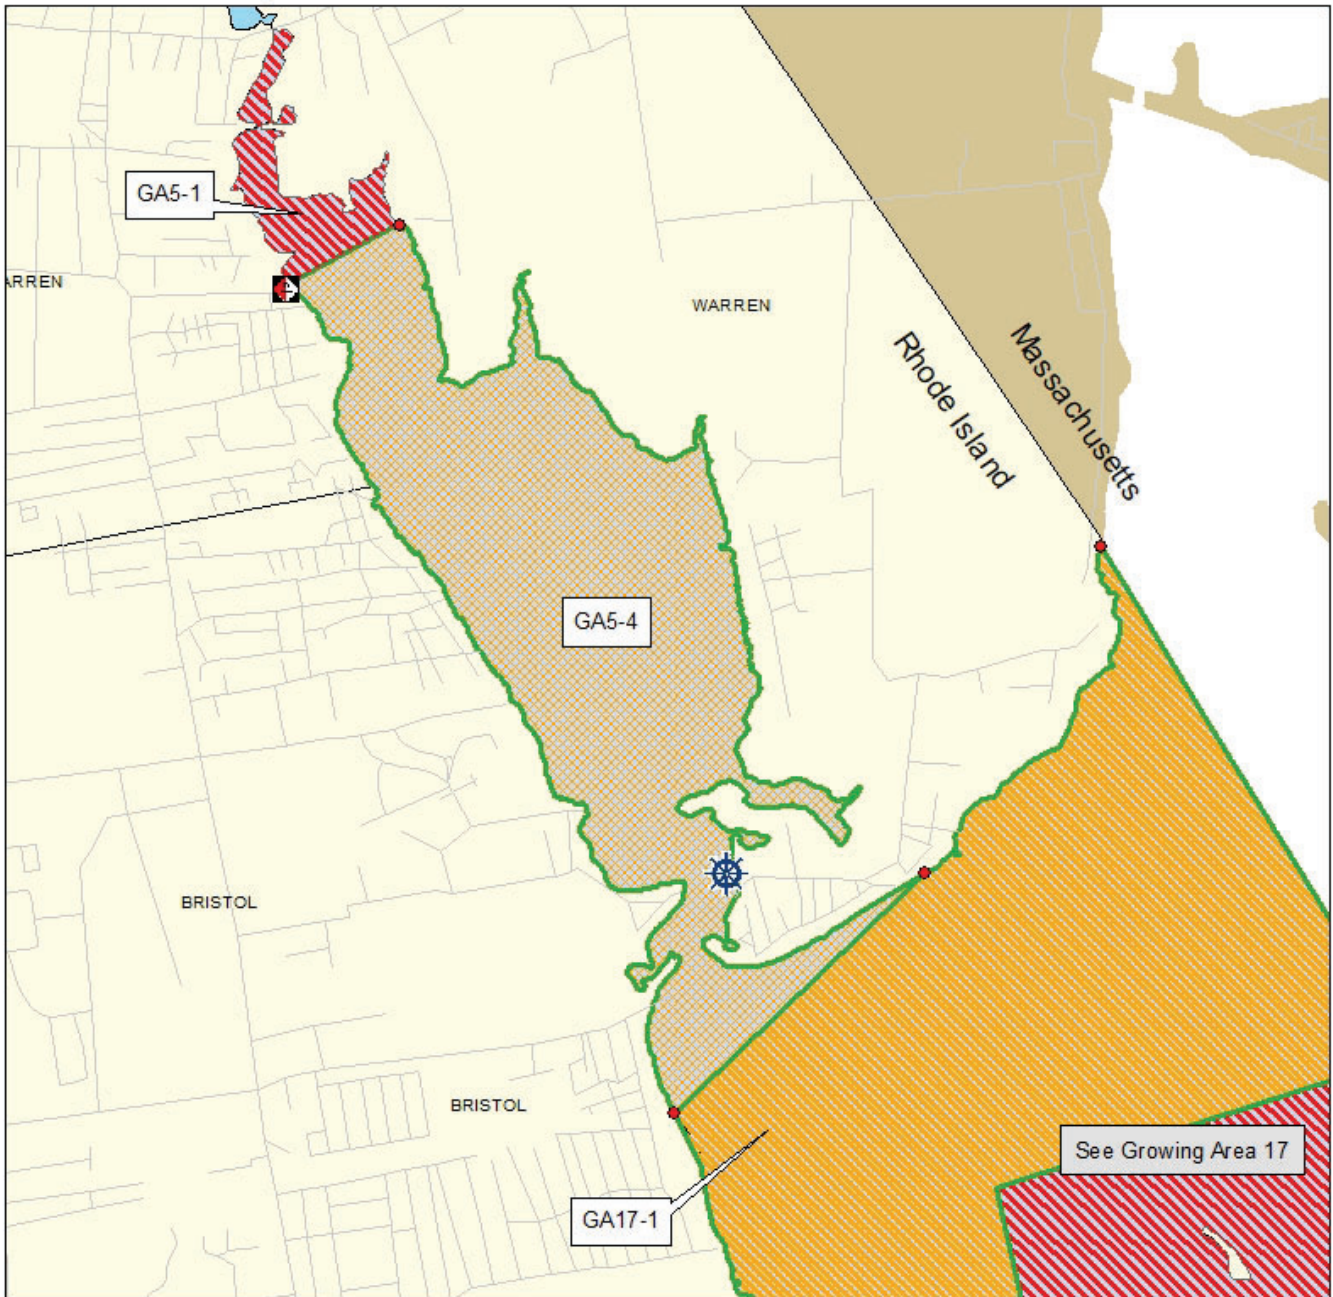 GA5-1
ARREN
WARREN
Rhode Island
Massachusetts
GA5-4
BRISTOL
BRISTOL
See Growing Area 17
GA17-1